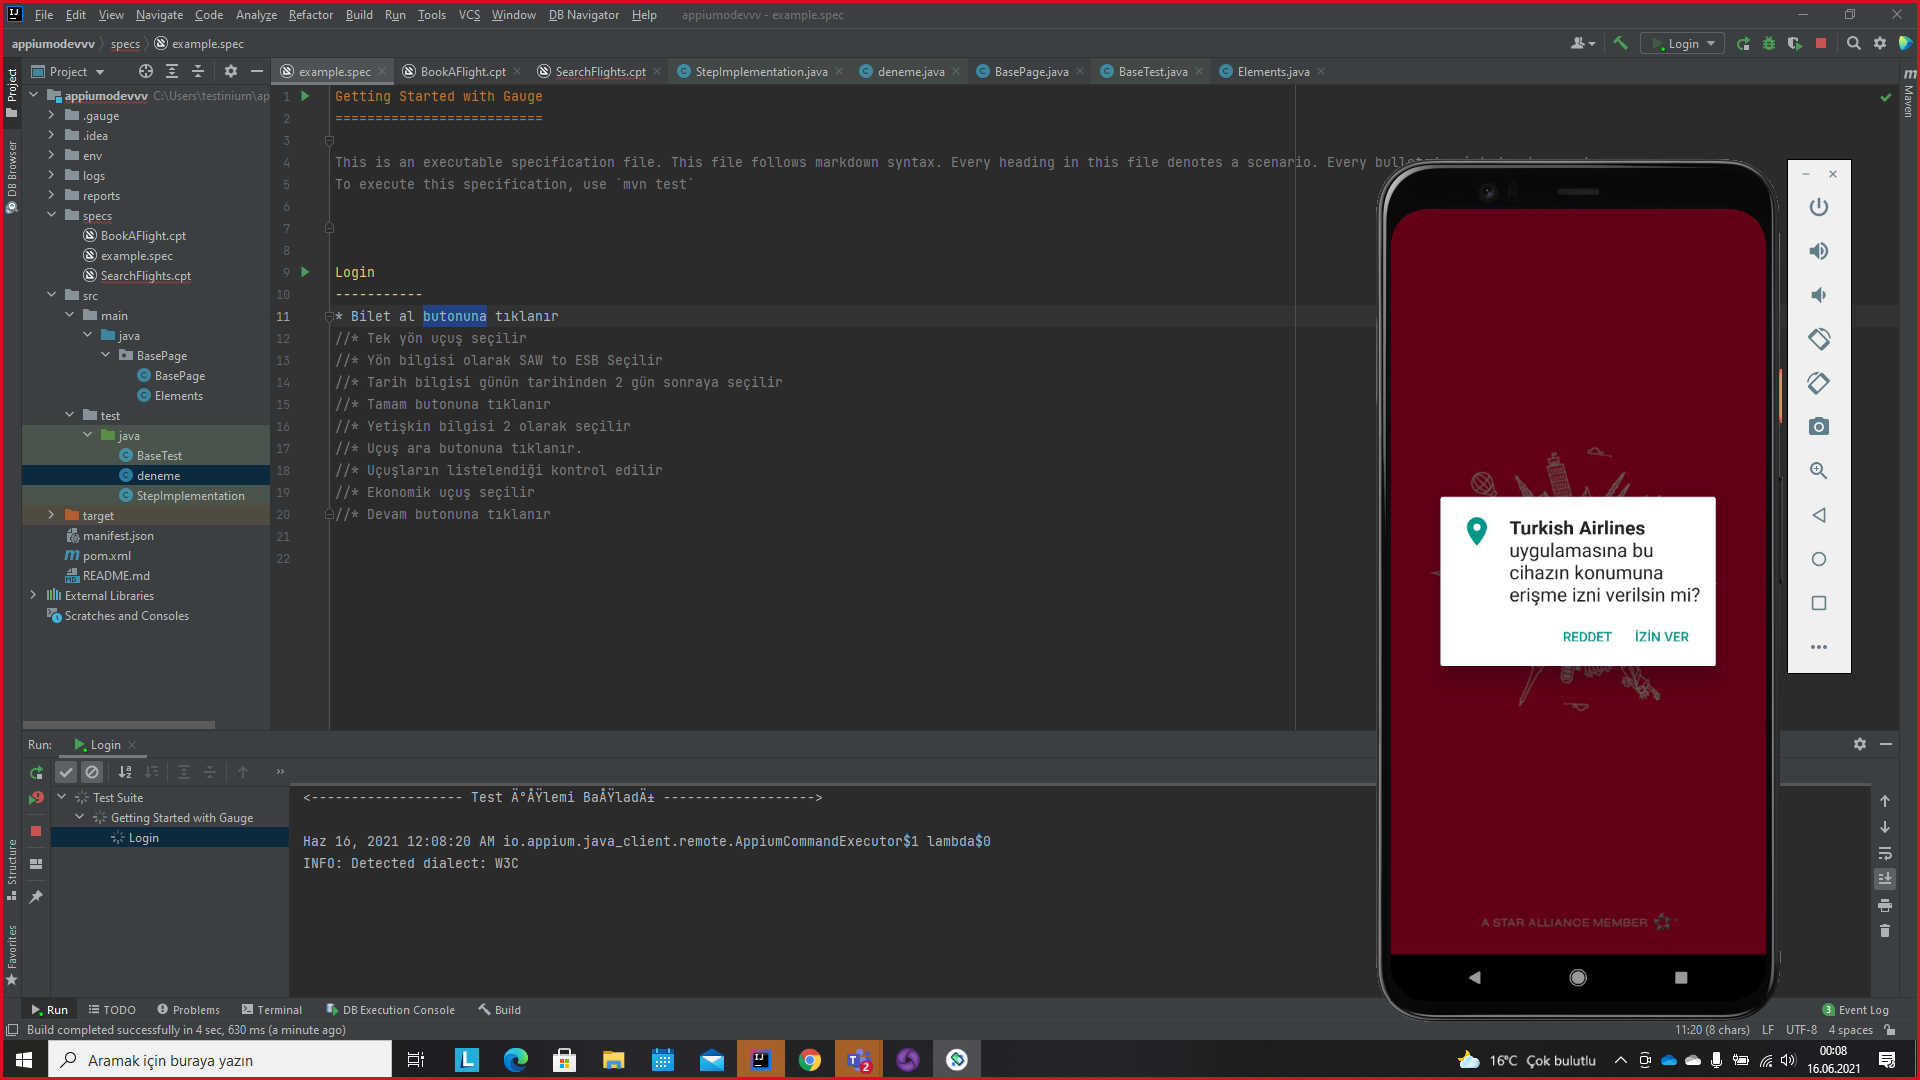 File Edit View Navigate Code Analyze Refactor Build Run Tools VCS Window DB Navigator Help appiumodevvv - example.spec
appiumodevvv specs example.spec
Login
Project
example.spec BookAFlight.cpt SearchFlights.cpt StepImplementation.java deneme.java BasePage.java BaseTest.java Elements.java
Project
DB Browser
Structure
Favorites
Maven
appiumodevvv C:\Users\testinium\ap
.gauge
.idea
env
logs
reports
specs
BookAFlight.cpt
example.spec
SearchFlights.cpt
src
main
java
BasePage
BasePage
Elements
test
java
BaseTest
deneme
StepImplementation
target
manifest.json
pom.xml
README.md
External Libraries
Scratches and Consoles
1 Getting Started with Gauge
2 ==========================
3
4 This is an executable specification file. This file follows markdown syntax. Every heading in this file denotes a scenario. Every
5 To execute this specification, use `mvn test`
6
7
8
9 Login
10 -----------
11 * Bilet al butonuna tıklanır
12 //* Tek yön uçuş seçilir
13 //* Yön bilgisi olarak SAW to ESB Seçilir
14 //* Tarih bilgisi günün tarihinden 2 gün sonraya seçilir
15 //* Tamam butonuna tıklanır
16 //* Yetişkin bilgisi 2 olarak seçilir
17 //* Uçuş ara butonuna tıklanır.
18 //* Uçuşların listelendiği kontrol edilir
19 //* Ekonomik uçuş seçilir
20 //* Devam butonuna tıklanır
21
22
Turkish Airlines
uygulamasına bu
cihazın konumuna
erişme izni verilsin mi?
REDDET İZİN VER
A STAR ALLIANCE MEMBER
Run: Login
Test Suite
Getting Started with Gauge
Login
<------------------- Test Ä°ÅŸlemi BaÅŸladÄ± ------------------->
Haz 16, 2021 12:08:20 AM io.appium.java_client.remote.AppiumCommandExecutor$1 lambda$0
INFO: Detected dialect: W3C
Run TODO Problems Terminal DB Execution Console Build
3 Event Log
Build completed successfully in 4 sec, 630 ms (a minute ago)
11:20 (8 chars) LF UTF-8 4 spaces
Aramak için buraya yazın
16°C Çok bulutlu
00:08
16.06.2021